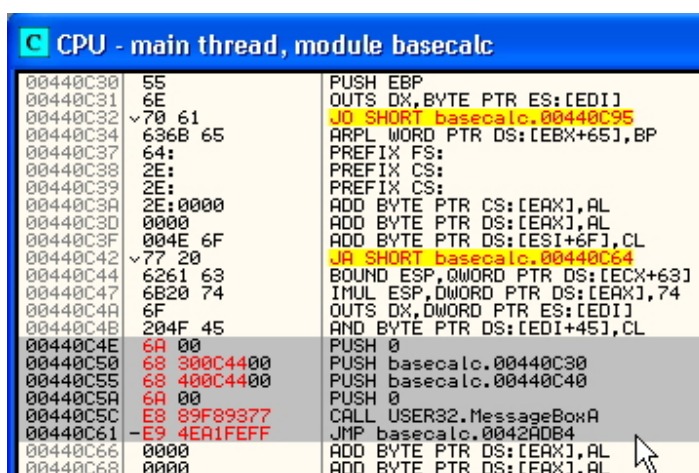 C CPU - main thread, module basecalc
00440C30 55 PUSH EBP
00440C31 6E OUTS DX,BYTE PTR ES:[EDI]
00440C32 70 61 JO SHORT basecalc.00440C95
00440C34 636B 65 ARPL WORD PTR DS:[EBX+65],BP
00440C37 64: PREFIX FS:
00440C38 2E: PREFIX CS:
00440C39 2E: PREFIX CS:
00440C3A 2E:0000 ADD BYTE PTR CS:[EAX],AL
00440C3D 0000 ADD BYTE PTR DS:[EAX],AL
00440C3F 004E 6F ADD BYTE PTR DS:[ESI+6F],CL
00440C42 77 20 JA SHORT basecalc.00440C64
00440C44 6261 63 BOUND ESP,QWORD PTR DS:[ECX+63]
00440C47 6B20 74 IMUL ESP,DWORD PTR DS:[EAX],74
00440C4A 6F OUTS DX,DWORD PTR ES:[EDI]
00440C4B 204F 45 AND BYTE PTR DS:[EDI+45],CL
00440C4E 6A 00 PUSH 0
00440C50 68 300C4400 PUSH basecalc.00440C30
00440C55 68 400C4400 PUSH basecalc.00440C40
00440C5A 6A 00 PUSH 0
00440C5C E8 89F89377 CALL USER32.MessageBoxA
00440C61 -E9 4EA1FEFF JMP basecalc.0042ADB4
00440C66 0000 ADD BYTE PTR DS:[EAX],AL
00440C68 0000 ADD BYTE PTR DS:[EAX],AL